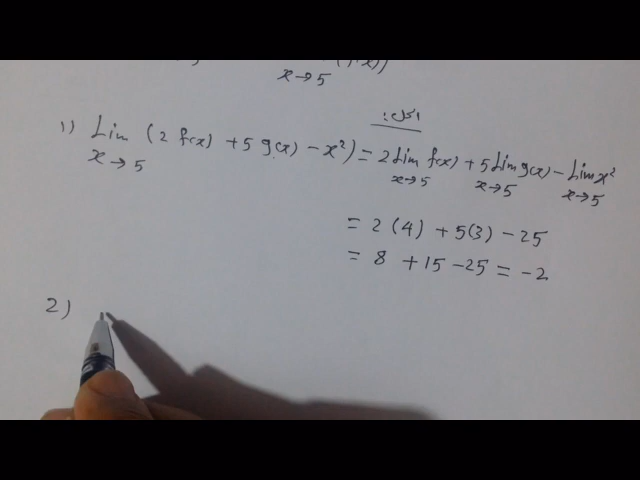 x→5
الحل:
1) Lim (2 f(x) + 5 g(x) − x²) = 2 Lim f(x) + 5 Lim g(x) − Lim x²
x→5 x→5 x→5 x→5
= 2 (4) + 5(3) − 25
= 8 + 15 − 25 = −2
2)